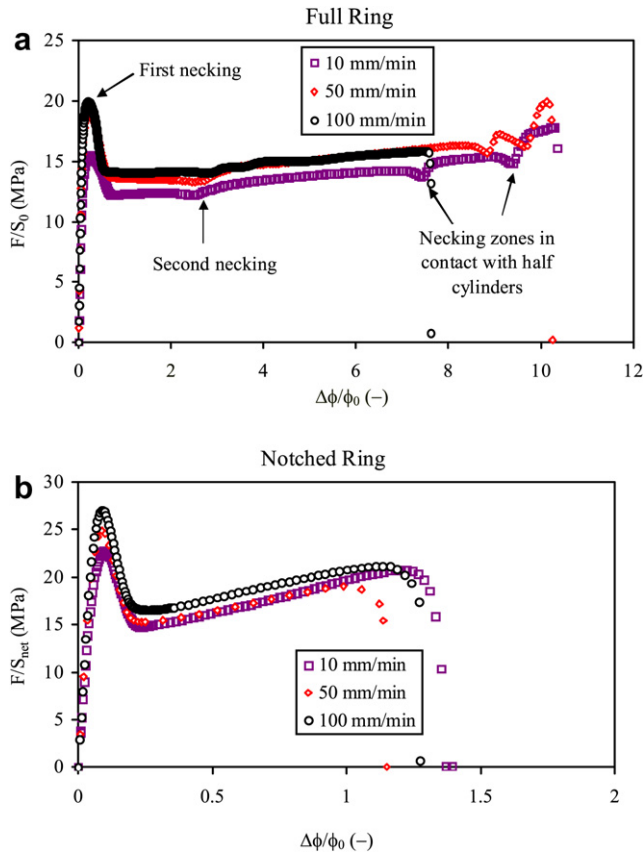 Full Ring
a
25
20
15
10
5
0
F/S₀ (MPa)
First necking
10 mm/min
50 mm/min
100 mm/min
Second necking
Necking zones in
contact with half
cylinders
0 2 4 6 8 10 12
Δϕ/ϕ₀ (−)
Notched Ring
b
30
25
20
15
10
5
0
F/Sₙₑₜ (MPa)
10 mm/min
50 mm/min
100 mm/min
0 0.5 1 1.5 2
Δϕ/ϕ₀ (−)